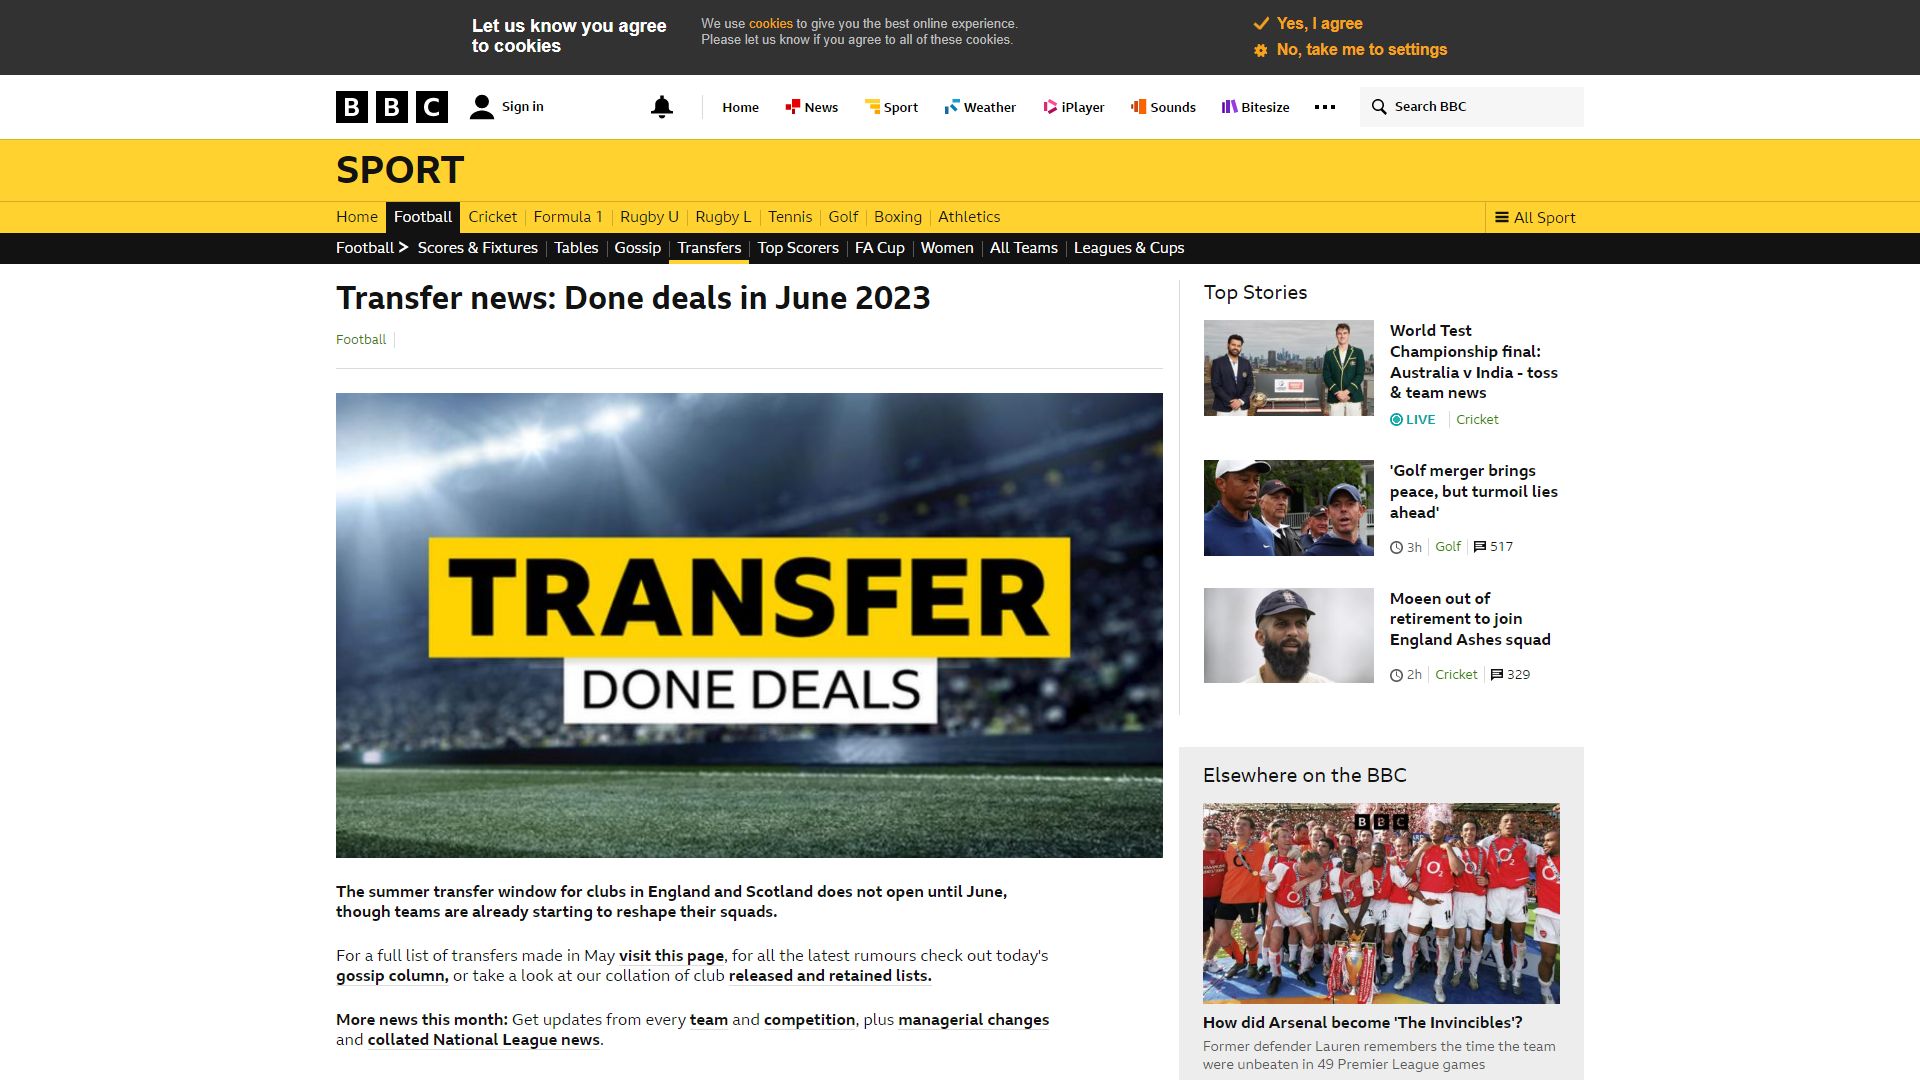 Let us know you agree
to cookies
We use cookies to give you the best online experience.
Please let us know if you agree to all of these cookies.
Yes, I agree
No, take me to settings
BBC
Sign in
Home
News
Sport
Weather
iPlayer
Sounds
Bitesize
Search BBC
SPORT
Home
Football
Cricket
Formula 1
Rugby U
Rugby L
Tennis
Golf
Boxing
Athletics
All Sport
Football
Scores & Fixtures
Tables
Gossip
Transfers
Top Scorers
FA Cup
Women
All Teams
Leagues & Cups
Transfer news: Done deals in June 2023
Football
TRANSFER
DONE DEALS
The summer transfer window for clubs in England and Scotland does not open until June,
though teams are already starting to reshape their squads.
For a full list of transfers made in May visit this page, for all the latest rumours check out today's
gossip column, or take a look at our collation of club released and retained lists.
More news this month: Get updates from every team and competition, plus managerial changes
and collated National League news.
Top Stories
World Test
Championship final:
Australia v India - toss
& team news
LIVE
Cricket
'Golf merger brings
peace, but turmoil lies
ahead'
3h
Golf
517
Moeen out of
retirement to join
England Ashes squad
2h
Cricket
329
Elsewhere on the BBC
BBC
O2
How did Arsenal become 'The Invincibles'?
Former defender Lauren remembers the time the team
were unbeaten in 49 Premier League games